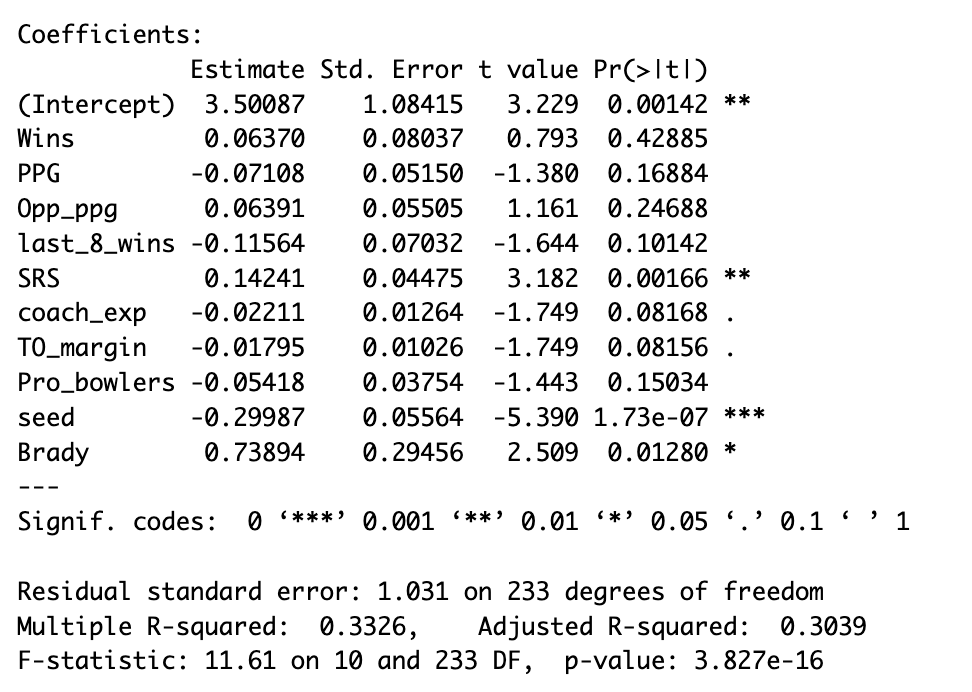 Coefficients:
Estimate Std. Error t value Pr(>|t|)
(Intercept) 3.50087 1.08415 3.229 0.00142 **
Wins 0.06370 0.08037 0.793 0.42885
PPG -0.07108 0.05150 -1.380 0.16884
Opp_ppg 0.06391 0.05505 1.161 0.24688
last_8_wins -0.11564 0.07032 -1.644 0.10142
SRS 0.14241 0.04475 3.182 0.00166 **
coach_exp -0.02211 0.01264 -1.749 0.08168 .
TO_margin -0.01795 0.01026 -1.749 0.08156 .
Pro_bowlers -0.05418 0.03754 -1.443 0.15034
seed -0.29987 0.05564 -5.390 1.73e-07 ***
Brady 0.73894 0.29456 2.509 0.01280 *
---
Signif. codes: 0 ‘***’ 0.001 ‘**’ 0.01 ‘*’ 0.05 ‘.’ 0.1 ‘ ’ 1
Residual standard error: 1.031 on 233 degrees of freedom
Multiple R-squared: 0.3326, Adjusted R-squared: 0.3039
F-statistic: 11.61 on 10 and 233 DF, p-value: 3.827e-16